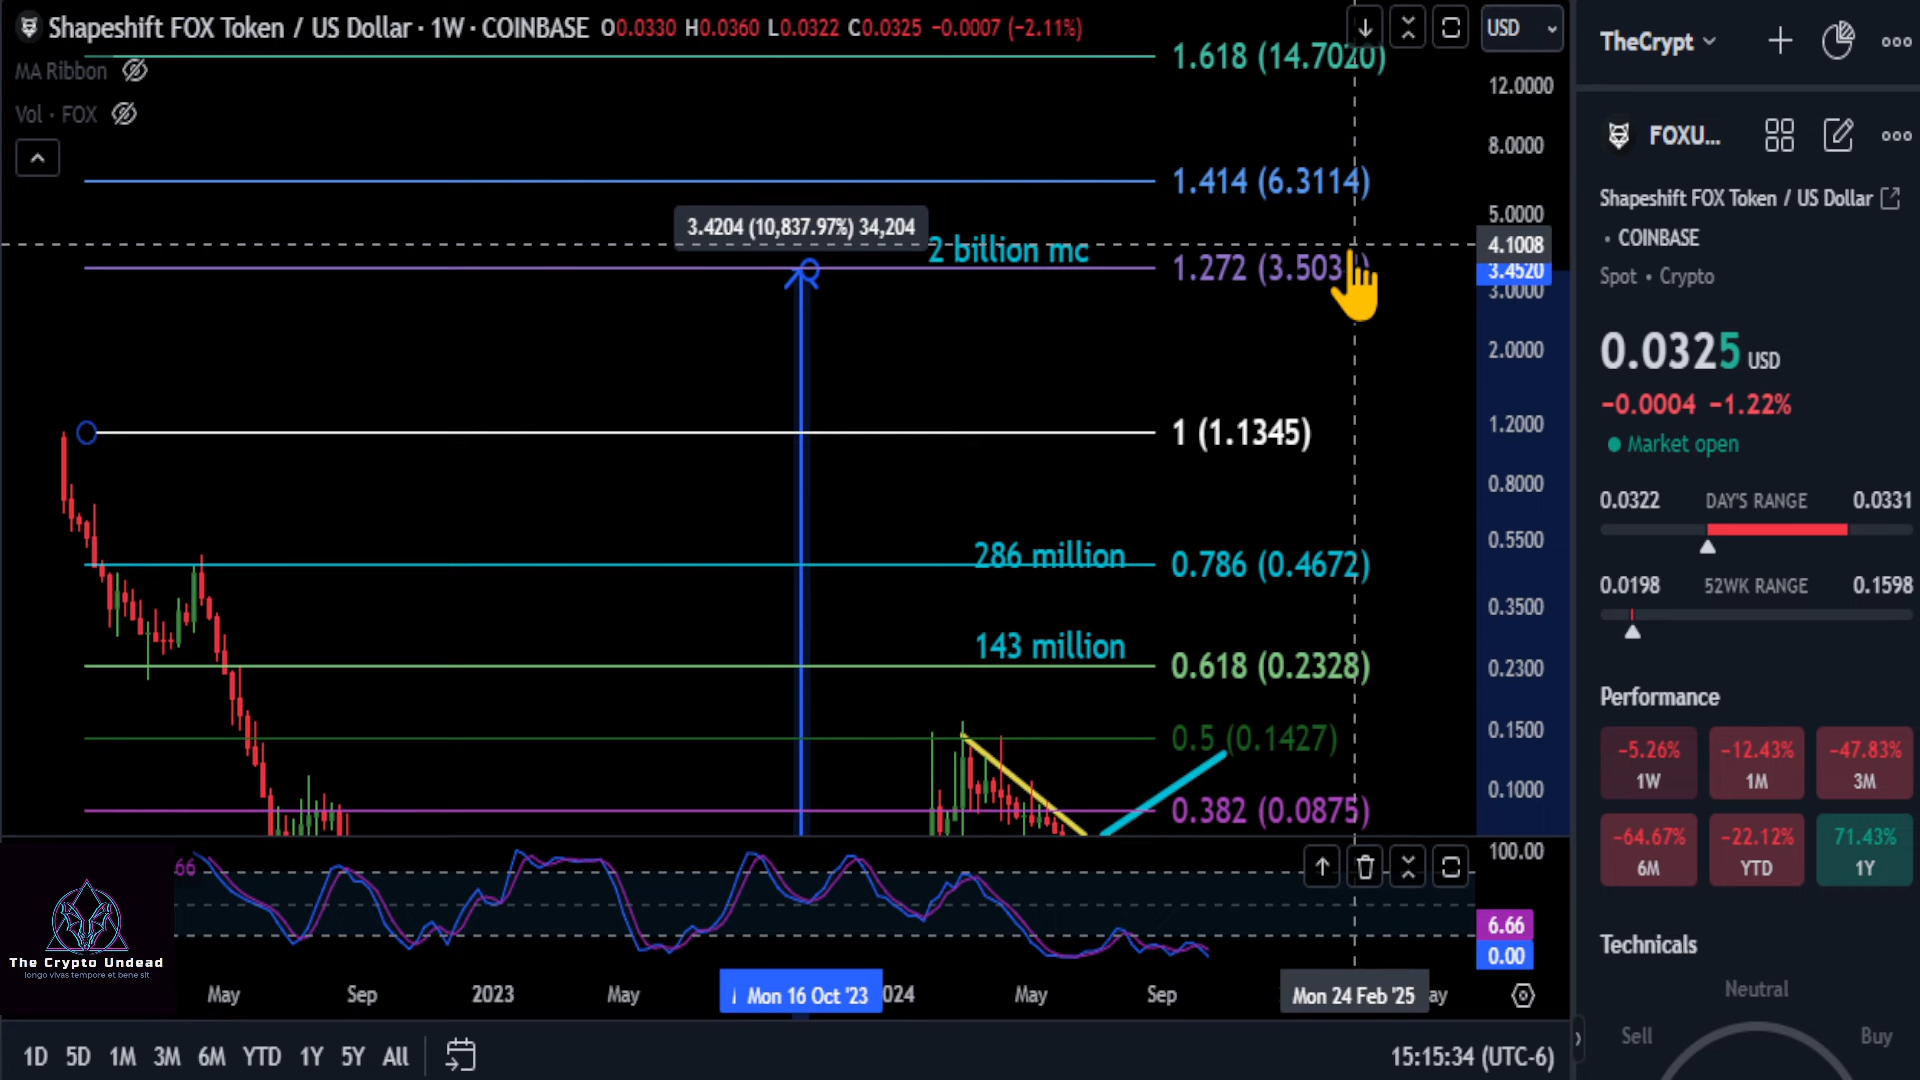 Shapeshift FOX Token / US Dollar · 1W · COINBASE O0.0330 H0.0360 L0.0322 C0.0325 −0.0007 (−2.11%)
USD
MA Ribbon
Vol · FOX
1.618 (14.7020)
1.414 (6.3114)
3.4204 (10,837.97%) 34,204
2 billion mc
1.272 (3.503
1 (1.1345)
286 million
0.786 (0.4672)
143 million
0.618 (0.2328)
0.5 (0.1427)
0.382 (0.0875)
12.0000
8.0000
5.0000
4.1008
3.4520
3.0000
2.0000
1.2000
0.8000
0.5500
0.3500
0.2300
0.1500
0.1000
100.00
66
6.66
0.00
The Crypto Undead
longo vivas tempore et bene sit
May
Sep
2023
May
Mon 16 Oct '23
024
May
Sep
Mon 24 Feb '25
ay
1D 5D 1M 3M 6M YTD 1Y 5Y All
15:15:34 (UTC-6)
TheCrypt
FOXU...
Shapeshift FOX Token / US Dollar
• COINBASE
Spot • Crypto
0.0325 USD
−0.0004 −1.22%
Market open
0.0322 DAY'S RANGE 0.0331
0.0198 52WK RANGE 0.1598
Performance
−5.26% −12.43% −47.83%
1W 1M 3M
−64.67% −22.12% 71.43%
6M YTD 1Y
Technicals
Neutral
Sell Buy